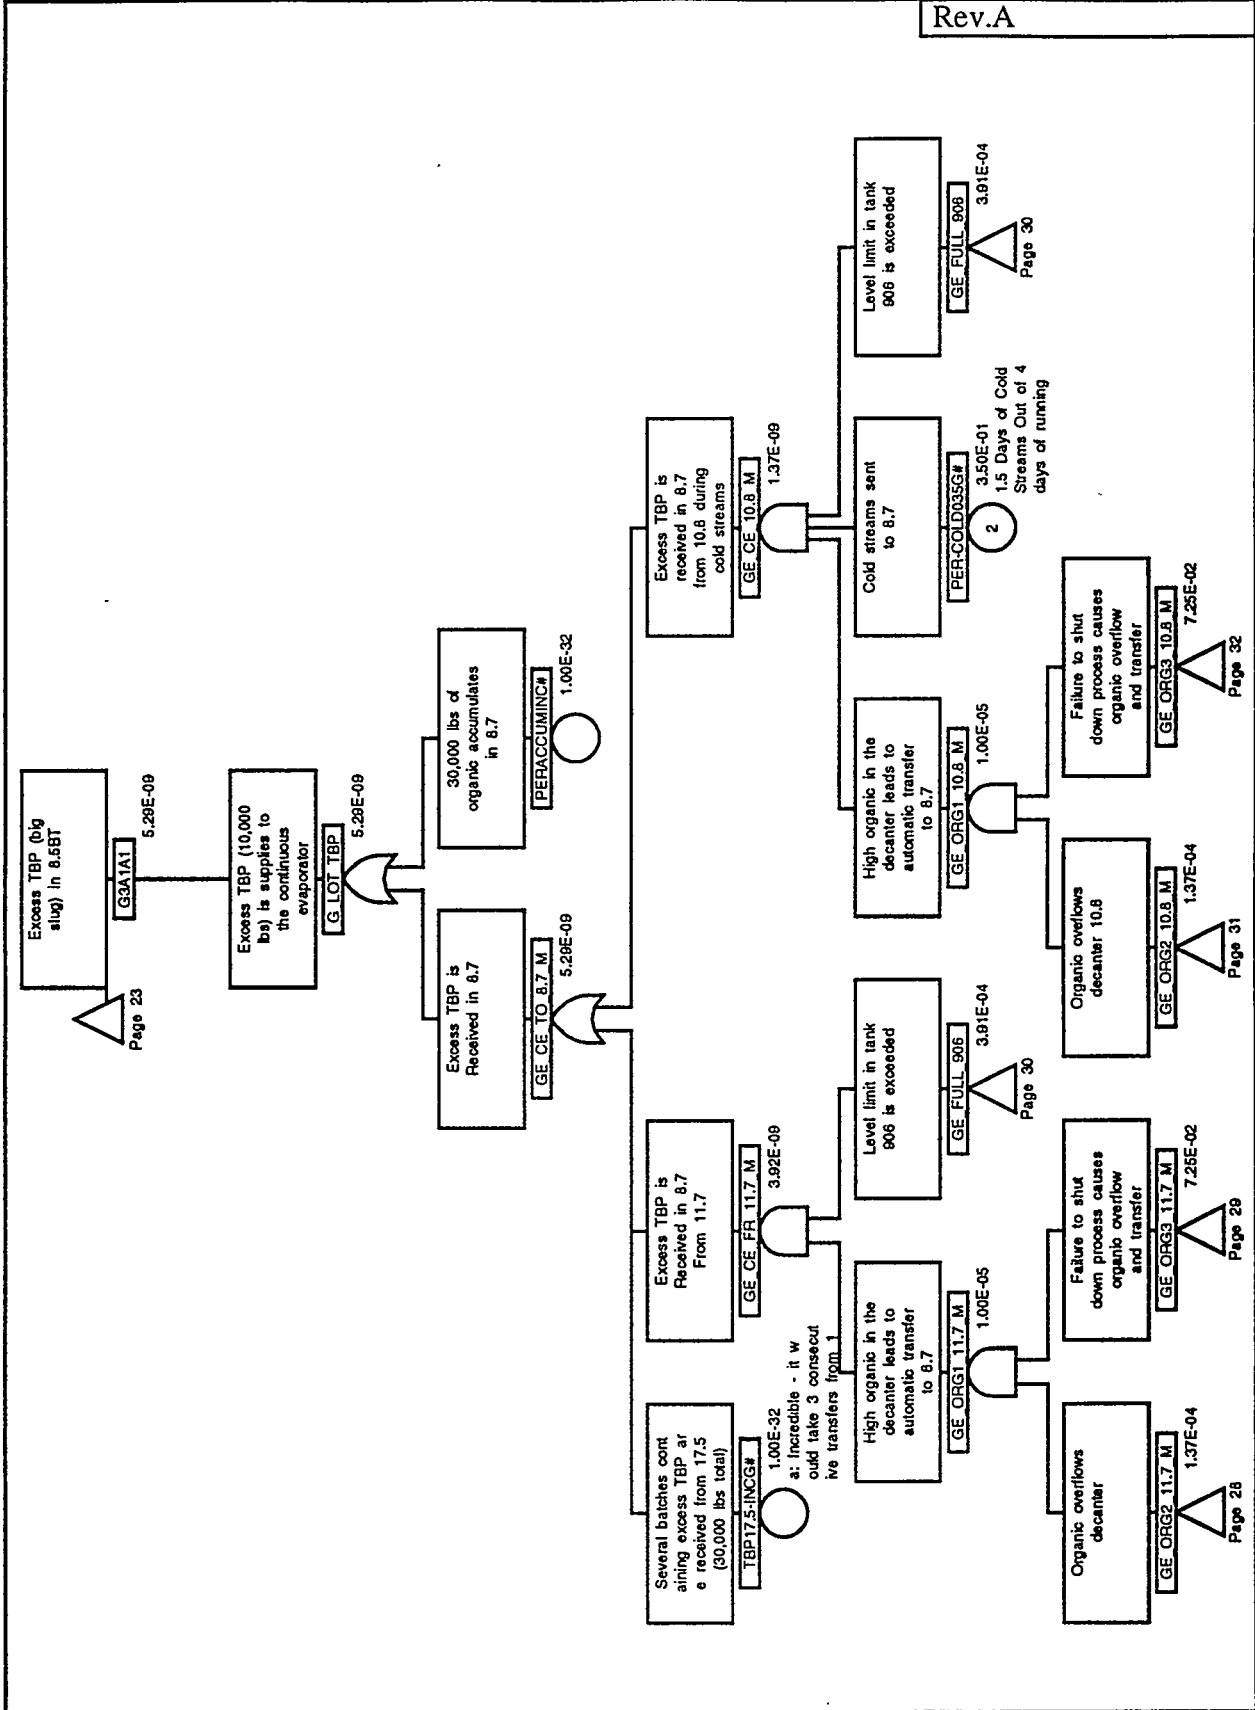 Rev.A
Excess TBP (big
slug) in 8.5BT
G3A1A1
5.29E-09
Page 23
Excess TBP (10,000
lbs) is supplies to
the continuous
evaporator
G_LOT_TBP
5.29E-09
Excess TBP is
Received in 8.7
GE_CE_TO_8.7_M
5.29E-09
30,000 lbs of
organic accumulates
in 8.7
PERACCUMINC#
1.00E-32
Several batches cont
aining excess TBP ar
e received from 17.5
(30,000 lbs total)
TBP17.5-INCG#
1.00E-32
a: Incredible - it w
ould take 3 consecut
ive transfers from 1
Excess TBP is
Received in 8.7
From 11.7
GE_CE_FR_11.7_M
3.92E-09
Excess TBP is
received in 8.7
from 10.8 during
cold streams
GE_CE_10.8_M
1.37E-09
High organic in the
decanter leads to
automatic transfer
to 8.7
GE_ORG1_11.7_M
1.00E-05
Level limit in tank
906 is exceeded
GE_FULL_906
3.91E-04
Page 30
High organic in the
decanter leads to
automatic transfer
to 8.7
GE_ORG1_10.8_M
1.00E-05
Cold streams sent
to 8.7
PER-COLD035G#
3.50E-01
2
1.5 Days of Cold
Streams Out of 4
days of running
Level limit in tank
906 is exceeded
GE_FULL_906
3.91E-04
Page 30
Organic overflows
decanter
GE_ORG2_11.7_M
1.37E-04
Page 28
Failure to shut
down process causes
organic overflow
and transfer
GE_ORG3_11.7_M
7.25E-02
Page 29
Organic overflows
decanter 10.8
GE_ORG2_10.8_M
1.37E-04
Page 31
Failure to shut
down process causes
organic overflow
and transfer
GE_ORG3_10.8_M
7.25E-02
Page 32